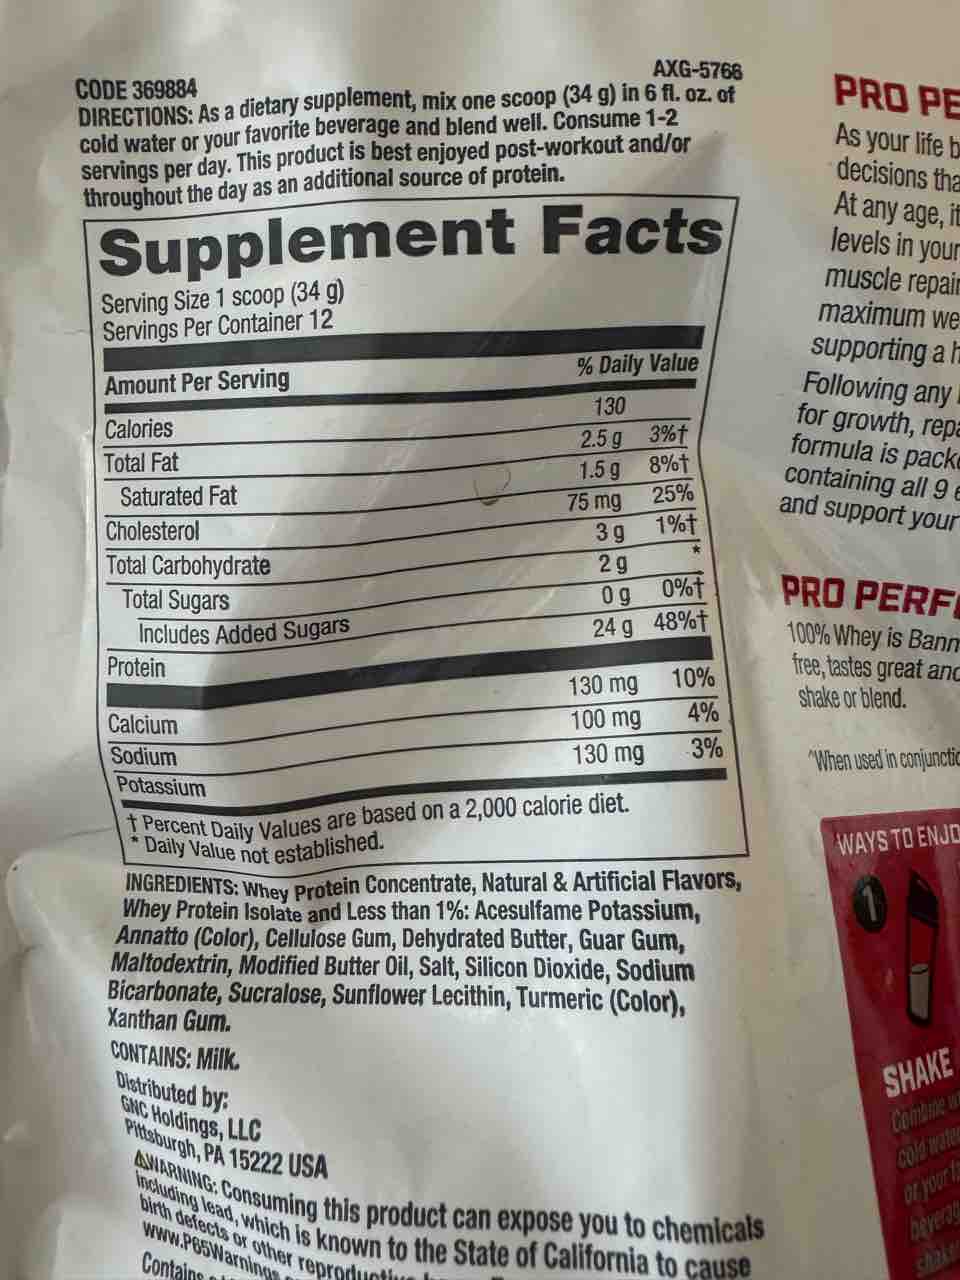 CODE 369884
AXG-5768
DIRECTIONS: As a dietary supplement, mix one scoop (34 g) in 6 fl. oz. of
cold water or your favorite beverage and blend well. Consume 1-2
servings per day. This product is best enjoyed post-workout and/or
throughout the day as an additional source of protein.
Supplement Facts
Serving Size 1 scoop (34 g)
Servings Per Container 12
Amount Per Serving % Daily Value
Calories 130
Total Fat 2.5 g 3%†
Saturated Fat 1.5 g 8%†
Cholesterol 75 mg 25%
Total Carbohydrate 3 g 1%†
Total Sugars 2 g *
Includes Added Sugars 0 g 0%†
Protein 24 g 48%†
Calcium 130 mg 10%
Sodium 100 mg 4%
Potassium 130 mg 3%
† Percent Daily Values are based on a 2,000 calorie diet.
* Daily Value not established.
INGREDIENTS: Whey Protein Concentrate, Natural & Artificial Flavors,
Whey Protein Isolate and Less than 1%: Acesulfame Potassium,
Annatto (Color), Cellulose Gum, Dehydrated Butter, Guar Gum,
Maltodextrin, Modified Butter Oil, Salt, Silicon Dioxide, Sodium
Bicarbonate, Sucralose, Sunflower Lecithin, Turmeric (Color),
Xanthan Gum.
CONTAINS: Milk.
Distributed by:
GNC Holdings, LLC
Pittsburgh, PA 15222 USA
⚠WARNING: Consuming this product can expose you to chemicals
including lead, which is known to the State of California to cause
birth defects or other
www.P65Warnings
PRO PE
As your life b
decisions tha
At any age, it
levels in your
muscle repair
maximum we
supporting a h
Following any
for growth, repa
formula is packe
containing all 9 e
and support your
PRO PERF
100% Whey is Bann
free, tastes great and
shake or blend.
^When used in conjunctio
WAYS TO ENJO
1
SHAKE
Combine w
cold water
or your fa
beverag
shake